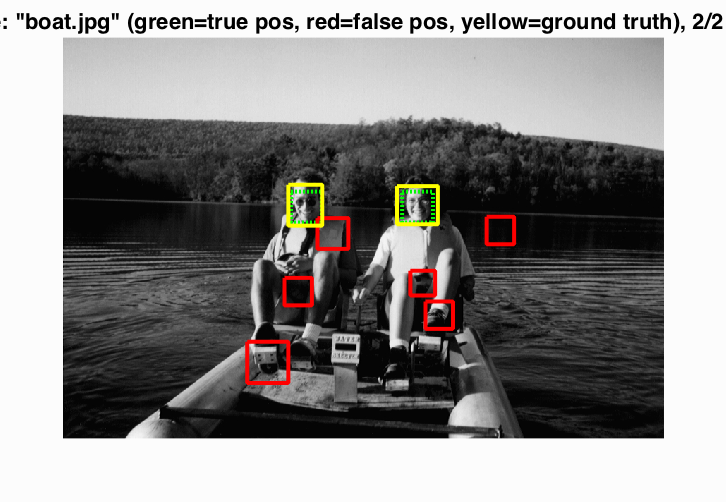 : "boat.jpg" (green=true pos, red=false pos, yellow=ground truth), 2/2